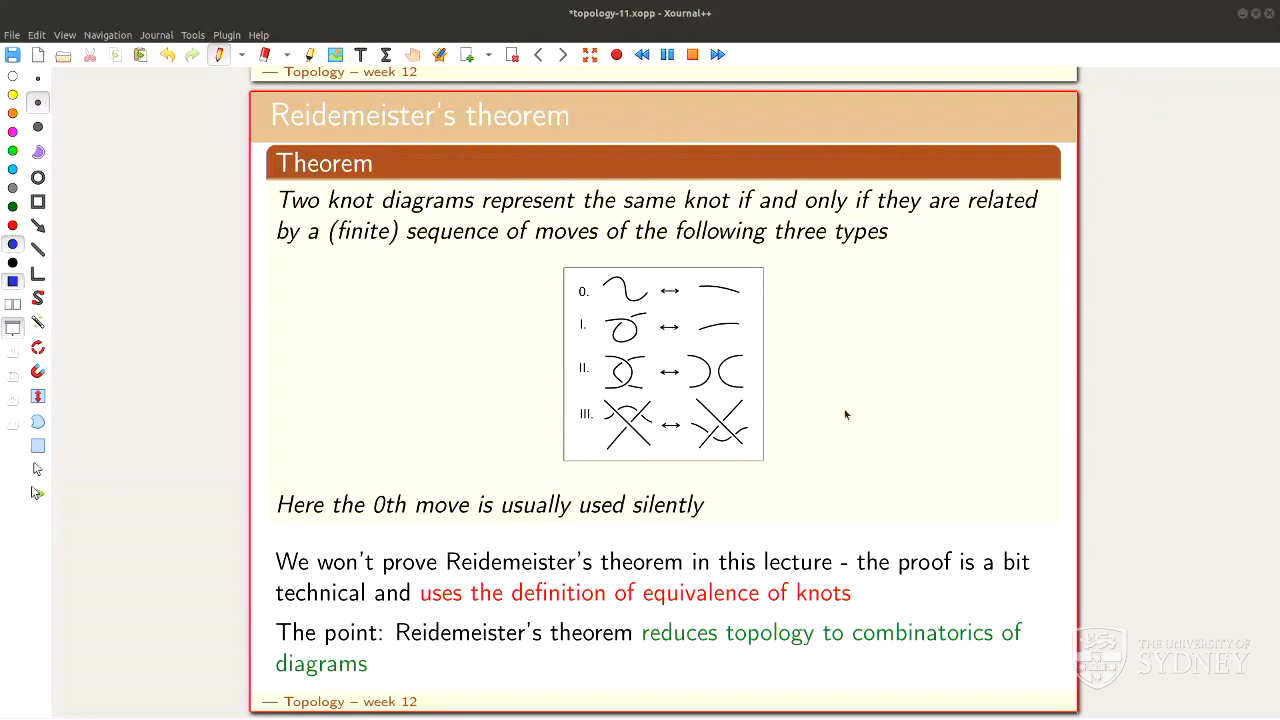 *topology-11.xopp - Xournal++
File Edit View Navigation Journal Tools Plugin Help
— Topology – week 12
Reidemeister's theorem
Theorem
Two knot diagrams represent the same knot if and only if they are related
by a (finite) sequence of moves of the following three types
0.
I.
II.
III.
Here the 0th move is usually used silently
We won't prove Reidemeister's theorem in this lecture - the proof is a bit
technical and uses the definition of equivalence of knots
The point: Reidemeister's theorem reduces topology to combinatorics of
diagrams
THE UNIVERSITY OF
SYDNEY
— Topology – week 12